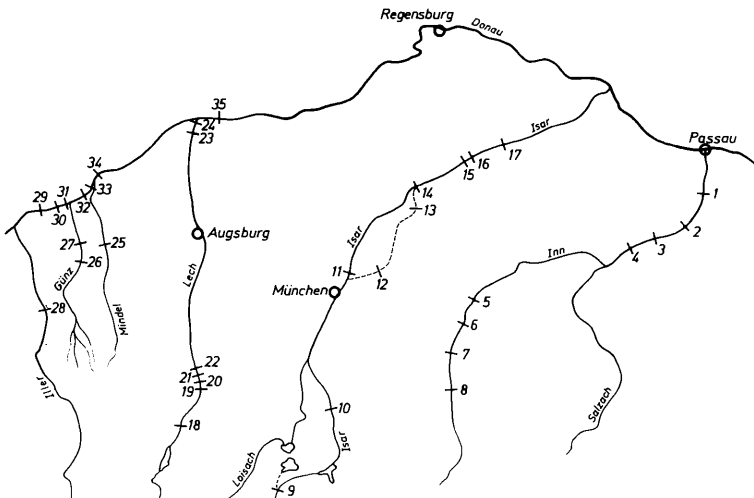 Regensburg
Donau
35
24
23
Isar
Passau
34
33
32
31
30
29
17
16
15
14
13
1
2
3
4
Augsburg
Isar
27
26
25
Günz
Mindel
Lech
11
12
München
Inn
5
6
7
8
28
Iller
22
21
20
19
18
10
Isar
Salzach
Loisach
9